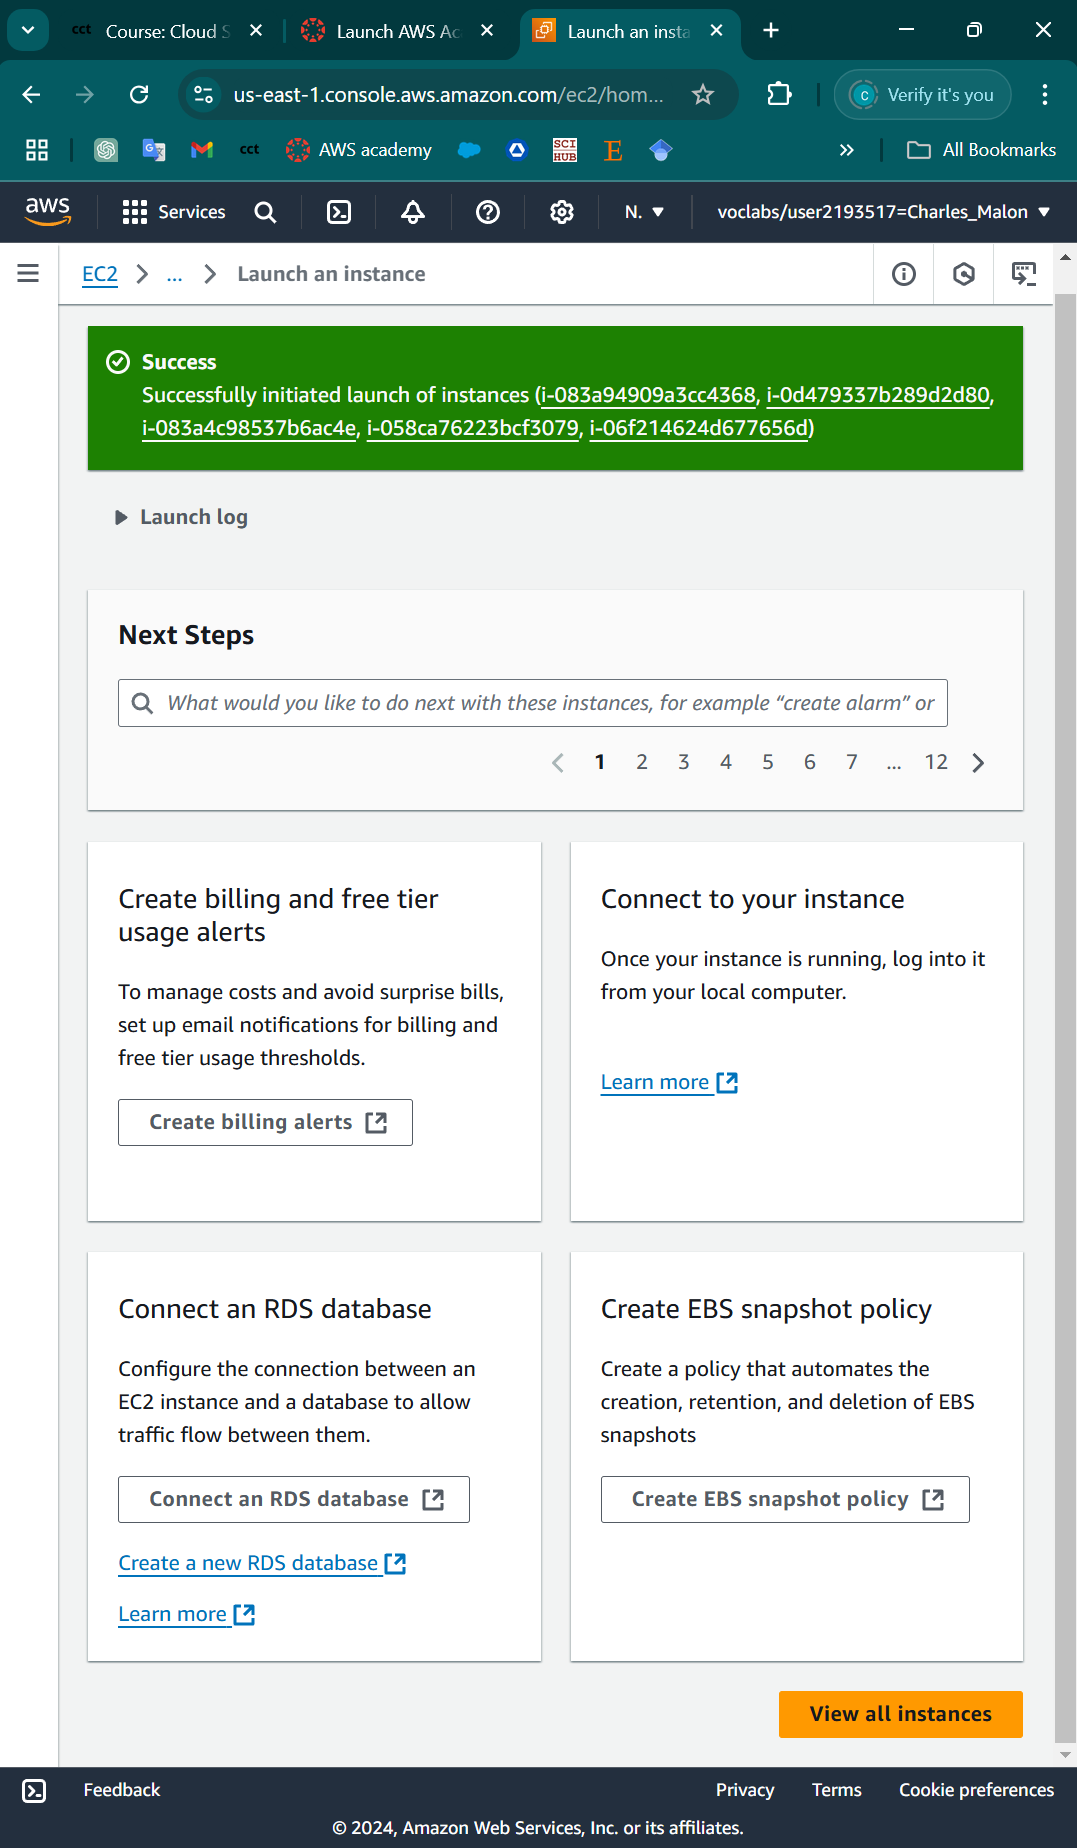 cct Course: Cloud S
Launch AWS Ac
Launch an insta
us-east-1.console.aws.amazon.com/ec2/hom...
Verify it's you
cct
AWS academy
SCI HUB
E
All Bookmarks
aws
Services
N.
voclabs/user2193517=Charles_Malon
EC2 > ... > Launch an instance
Success
Successfully initiated launch of instances (i-083a94909a3cc4368, i-0d479337b289d2d80,
i-083a4c98537b6ac4e, i-058ca76223bcf3079, i-06f214624d677656d)
Launch log
Next Steps
What would you like to do next with these instances, for example “create alarm” or
1 2 3 4 5 6 7 ... 12
Create billing and free tier
usage alerts
To manage costs and avoid surprise bills,
set up email notifications for billing and
free tier usage thresholds.
Create billing alerts
Connect to your instance
Once your instance is running, log into it
from your local computer.
Learn more
Connect an RDS database
Configure the connection between an
EC2 instance and a database to allow
traffic flow between them.
Connect an RDS database
Create a new RDS database
Learn more
Create EBS snapshot policy
Create a policy that automates the
creation, retention, and deletion of EBS
snapshots
Create EBS snapshot policy
View all instances
Feedback
Privacy
Terms
Cookie preferences
© 2024, Amazon Web Services, Inc. or its affiliates.